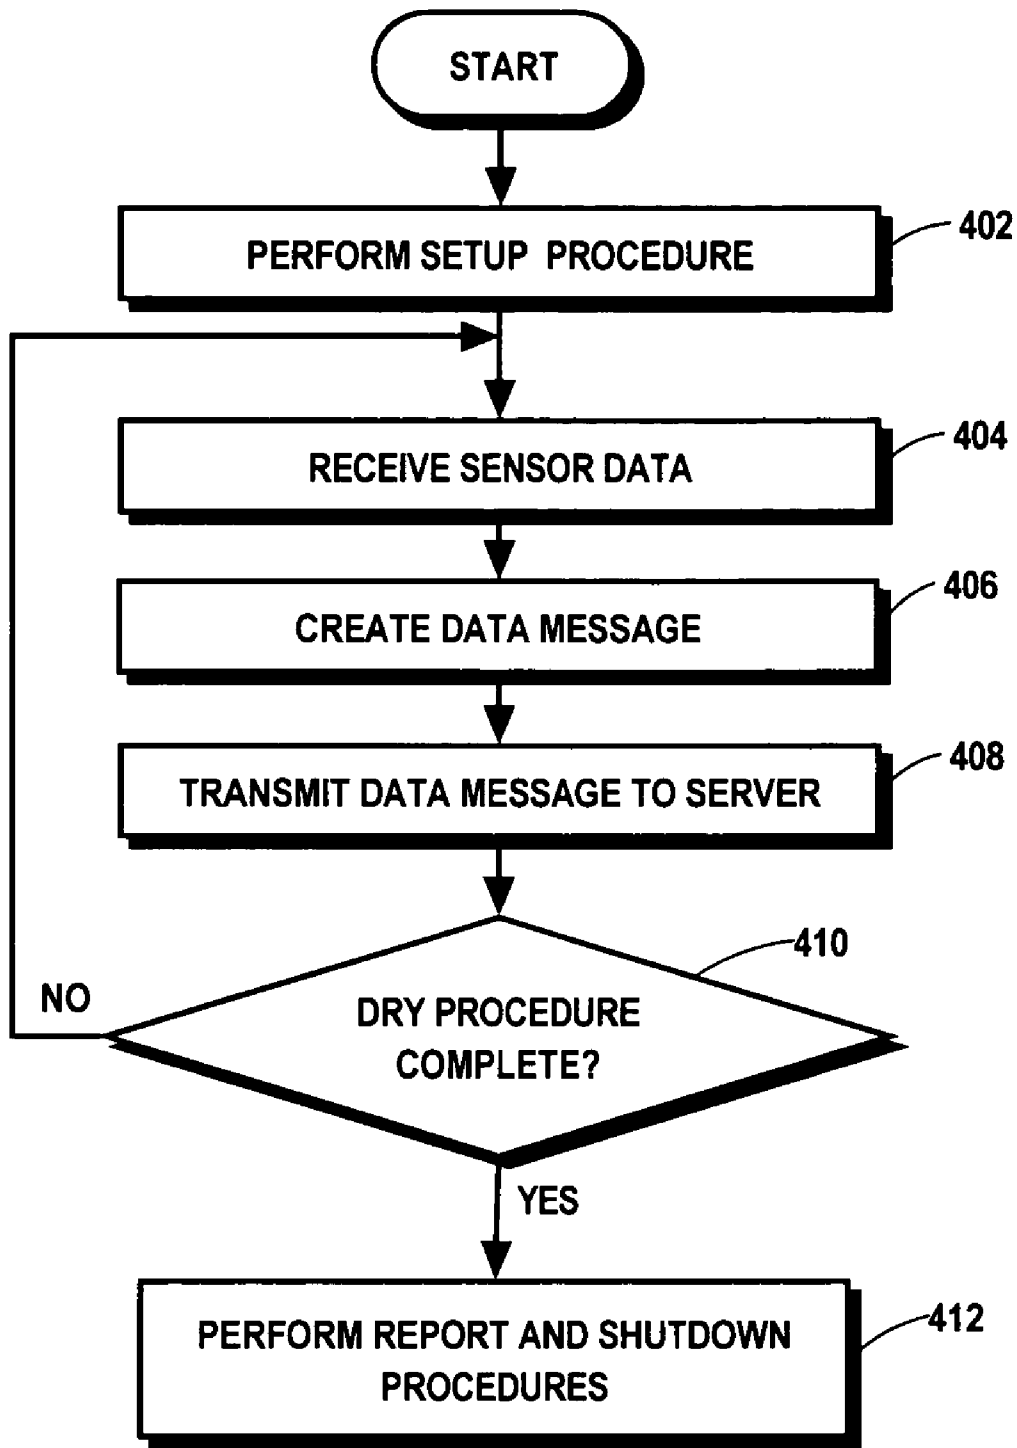 START
PERFORM SETUP PROCEDURE
402
RECEIVE SENSOR DATA
404
CREATE DATA MESSAGE
406
TRANSMIT DATA MESSAGE TO SERVER
408
410
DRY PROCEDURE
COMPLETE?
NO
YES
PERFORM REPORT AND SHUTDOWN
PROCEDURES
412